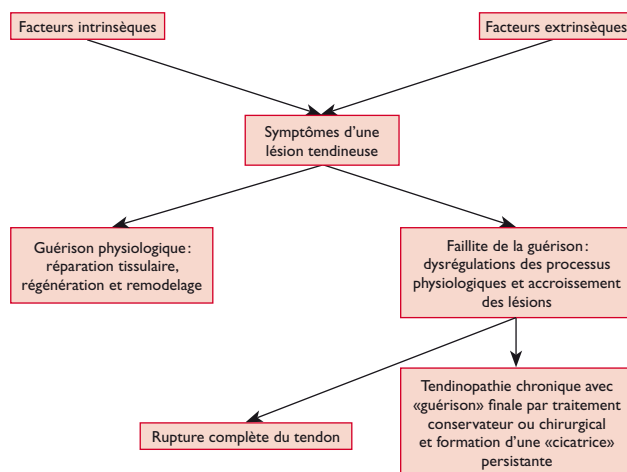 Facteurs intrinsèques
Facteurs extrinsèques
Symptômes d'une
lésion tendineuse
Guérison physiologique:
réparation tissulaire,
régénération et remodelage
Faillite de la guérison:
dysrégulations des processus
physiologiques et accroissement
des lésions
Rupture complète du tendon
Tendinopathie chronique avec
«guérison» finale par traitement
conservateur ou chirurgical
et formation d'une «cicatrice»
persistante